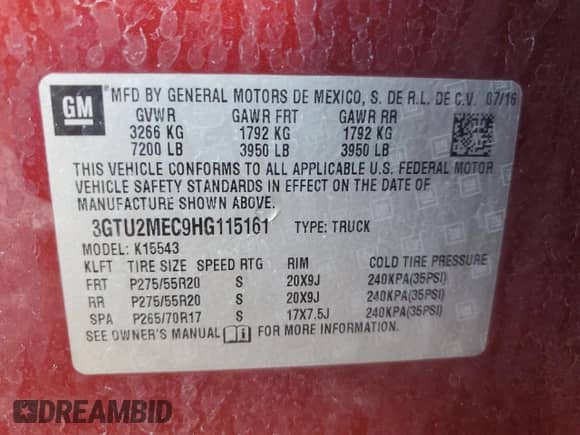 GM
MFD BY GENERAL MOTORS DE MEXICO, S. DE R.L. DE C.V. 07/16
GVWR GAWR FRT GAWR RR
3266 KG 1792 KG 1792 KG
7200 LB 3950 LB 3950 LB
THIS VEHICLE CONFORMS TO ALL APPLICABLE U.S. FEDERAL MOTOR
VEHICLE SAFETY STANDARDS IN EFFECT ON THE DATE OF
MANUFACTURE SHOWN ABOVE.
3GTU2MEC9HG115161 TYPE: TRUCK
MODEL: K15543
KLFT TIRE SIZE SPEED RTG RIM COLD TIRE PRESSURE
FRT P275/55R20 S 20X9J 240KPA(35PSI)
RR P275/55R20 S 20X9J 240KPA(35PSI)
SPA P265/70R17 S 17X7.5J 240KPA(35PSI)
SEE OWNER'S MANUAL FOR MORE INFORMATION
DREAMBID